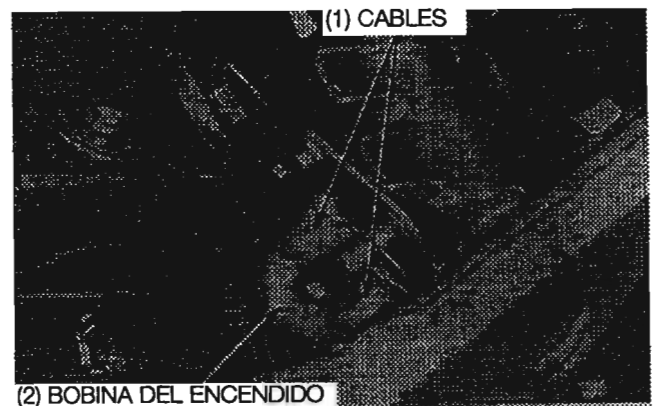 (1) CABLES
(2) BOBINA DEL ENCENDIDO